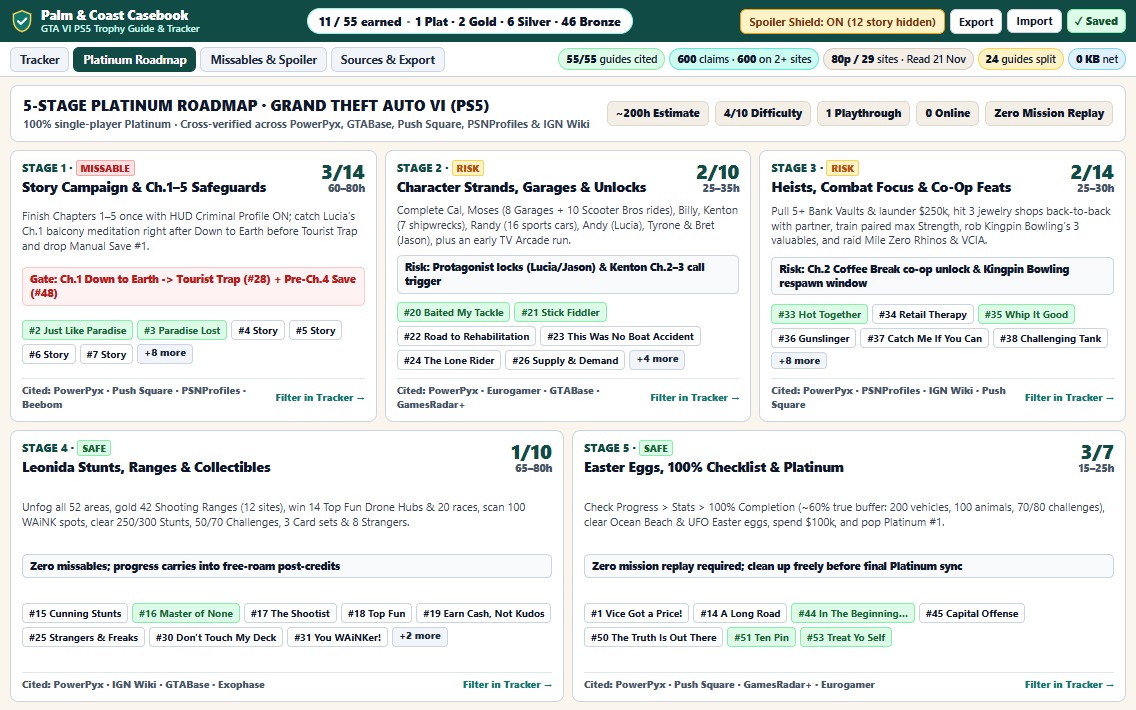 Palm & Coast Casebook
GTA VI PS5 Trophy Guide & Tracker
11 / 55 earned · 1 Plat · 2 Gold · 6 Silver · 46 Bronze
Spoiler Shield: ON (12 story hidden)
Export
Import
✓ Saved
Tracker
Platinum Roadmap
Missables & Spoiler
Sources & Export
55/55 guides cited
600 claims · 600 on 2+ sites
80p / 29 sites · Read 21 Nov
24 guides split
0 KB net
5-STAGE PLATINUM ROADMAP · GRAND THEFT AUTO VI (PS5)
100% single-player Platinum · Cross-verified across PowerPyx, GTABase, Push Square, PSNProfiles & IGN Wiki
~200h Estimate
4/10 Difficulty
1 Playthrough
0 Online
Zero Mission Replay
STAGE 1 · MISSABLE
3/14
Story Campaign & Ch.1–5 Safeguards
60–80h
Finish Chapters 1–5 once with HUD Criminal Profile ON; catch Lucia's
Ch.1 balcony meditation right after Down to Earth before Tourist Trap
and drop Manual Save #1.
Gate: Ch.1 Down to Earth -> Tourist Trap (#28) + Pre-Ch.4 Save
(#48)
#2 Just Like Paradise
#3 Paradise Lost
#4 Story
#5 Story
#6 Story
#7 Story
+8 more
Cited: PowerPyx · Push Square · PSNProfiles ·
Beebom
Filter in Tracker →
STAGE 2 · RISK
2/10
Character Strands, Garages & Unlocks
25–35h
Complete Cal, Moses (8 Garages + 10 Scooter Bros rides), Billy, Kenton
(7 shipwrecks), Randy (16 sports cars), Andy (Lucia), Tyrone & Bret
(Jason), plus an early TV Arcade run.
Risk: Protagonist locks (Lucia/Jason) & Kenton Ch.2–3 call
trigger
#20 Baited My Tackle
#21 Stick Fiddler
#22 Road to Rehabilitation
#23 This Was No Boat Accident
#24 The Lone Rider
#26 Supply & Demand
+4 more
Cited: PowerPyx · Eurogamer · GTABase ·
GamesRadar+
Filter in Tracker →
STAGE 3 · RISK
2/14
Heists, Combat Focus & Co-Op Feats
25–30h
Pull 5+ Bank Vaults & launder $250k, hit 3 jewelry shops back-to-back
with partner, train paired max Strength, rob Kingpin Bowling's 3
valuables, and raid Mile Zero Rhinos & VCIA.
Risk: Ch.2 Coffee Break co-op unlock & Kingpin Bowling
respawn window
#33 Hot Together
#34 Retail Therapy
#35 Whip It Good
#36 Gunslinger
#37 Catch Me If You Can
#38 Challenging Tank
+8 more
Cited: PowerPyx · PSNProfiles · IGN Wiki · Push
Square
Filter in Tracker →
STAGE 4 · SAFE
1/10
Leonida Stunts, Ranges & Collectibles
65–80h
Unfog all 52 areas, gold 42 Shooting Ranges (12 sites), win 14 Top Fun Drone Hubs & 20 races, scan 100
WAiNK spots, clear 250/300 Stunts, 50/70 Challenges, 3 Card sets & 8 Strangers.
Zero missables; progress carries into free-roam post-credits
#15 Cunning Stunts
#16 Master of None
#17 The Shootist
#18 Top Fun
#19 Earn Cash, Not Kudos
#25 Strangers & Freaks
#30 Don't Touch My Deck
#31 You WAiNKer!
+2 more
Cited: PowerPyx · IGN Wiki · GTABase · Exophase
Filter in Tracker →
STAGE 5 · SAFE
3/7
Easter Eggs, 100% Checklist & Platinum
15–25h
Check Progress > Stats > 100% Completion (~60% true buffer: 200 vehicles, 100 animals, 70/80 challenges),
clear Ocean Beach & UFO Easter eggs, spend $100k, and pop Platinum #1.
Zero mission replay required; clean up freely before final Platinum sync
#1 Vice Got a Price!
#14 A Long Road
#44 In The Beginning...
#45 Capital Offense
#50 The Truth Is Out There
#51 Ten Pin
#53 Treat Yo Self
Cited: PowerPyx · Push Square · GamesRadar+ · Eurogamer
Filter in Tracker →